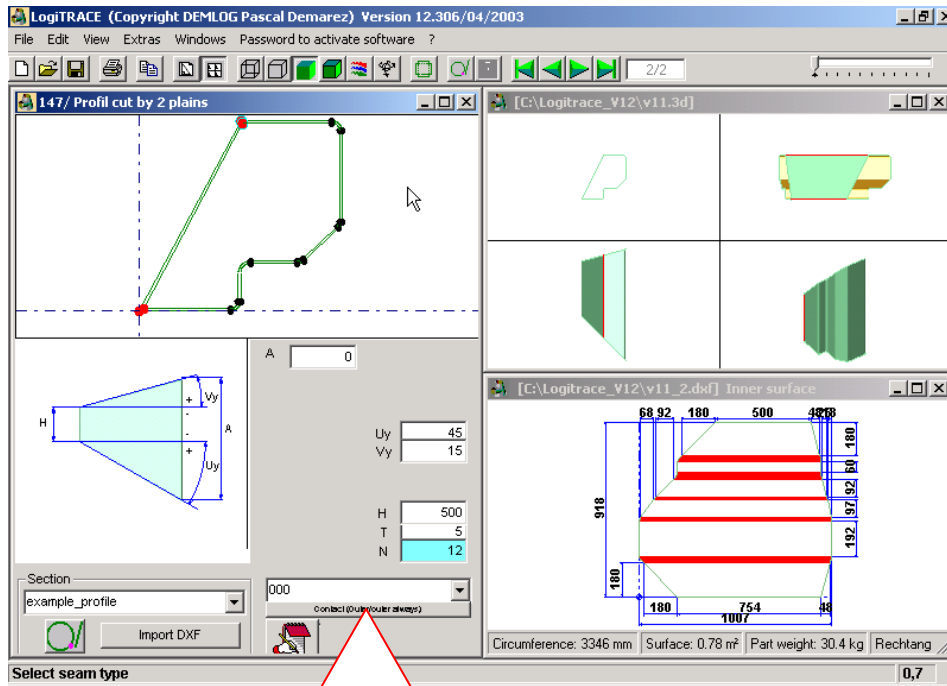 LogiTRACE (Copyright DEMLOG Pascal Demarez) Version 12.306/04/2003
File Edit View Extras Windows Password to activate software ?
2/2
147/ Profil cut by 2 plains
[C:\Logitrace_V12\v11.3d]
A 0
Vy
H
A
Uy
+
-
-
+
Uy 45
Vy 15
H 500
T 5
N 12
Section
example_profile
Import DXF
000
Contact (Outer/outer always)
[C:\Logitrace_V12\v11_2.dxf] Inner surface
68 92 180 500
180
60
92
97
192
918
180
180 754 48
1007
Circumference: 3346 mm Surface: 0.78 m² Part weight: 30.4 kg Rechtang
Select seam type
0,7